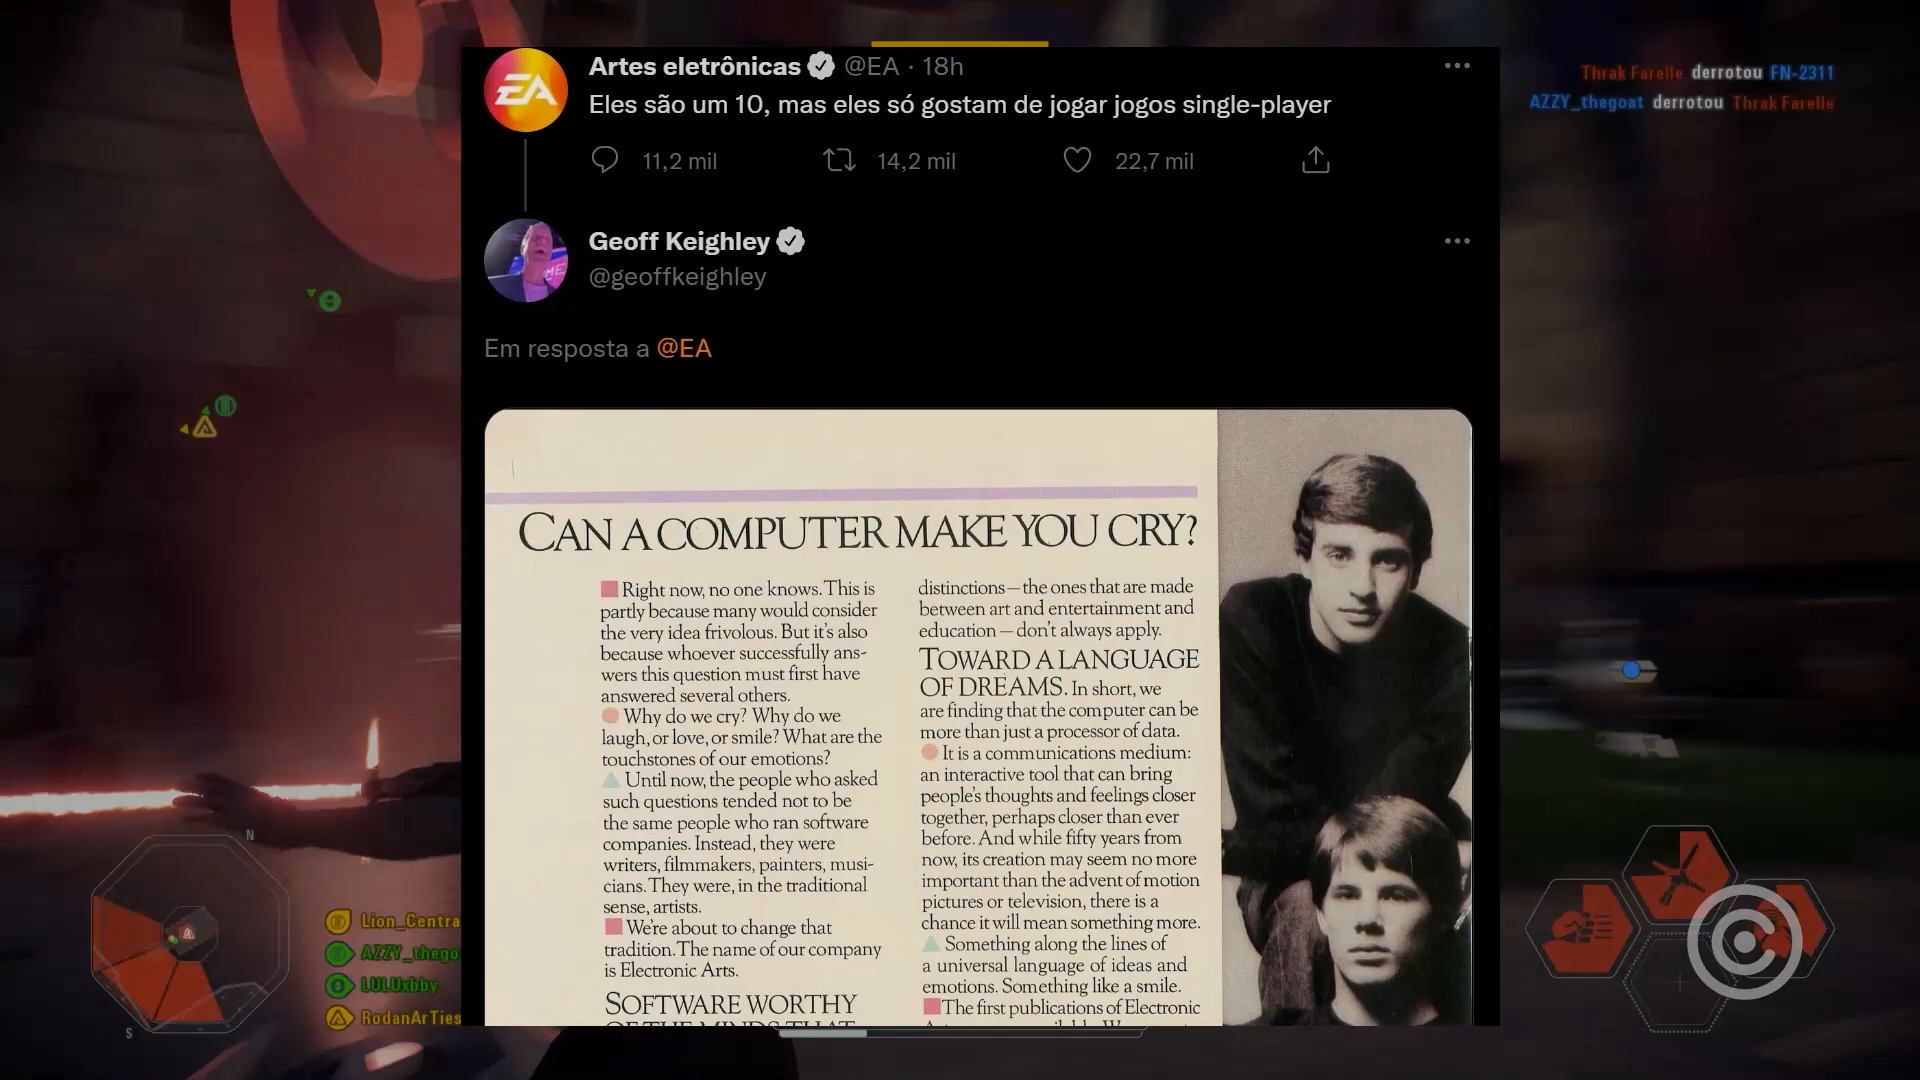 Artes eletrônicas @EA · 18h
Eles são um 10, mas eles só gostam de jogar jogos single-player
11,2 mil 14,2 mil 22,7 mil
Geoff Keighley
@geoffkeighley
Em resposta a @EA
CAN A COMPUTER MAKE YOU CRY?
Right now, no one knows. This is
partly because many would consider
the very idea frivolous. But it's also
because whoever successfully ans-
wers this question must first have
answered several others.
Why do we cry? Why do we
laugh, or love, or smile? What are the
touchstones of our emotions?
Until now, the people who asked
such questions tended not to be
the same people who ran software
companies. Instead, they were
writers, filmmakers, painters, musi-
cians. They were, in the traditional
sense, artists.
We're about to change that
tradition. The name of our company
is Electronic Arts.
SOFTWARE WORTHY
OF THE MINDS THAT
distinctions—the ones that are made
between art and entertainment and
education—don't always apply.
TOWARD A LANGUAGE
OF DREAMS. In short, we
are finding that the computer can be
more than just a processor of data.
It is a communications medium:
an interactive tool that can bring
people's thoughts and feelings closer
together, perhaps closer than ever
before. And while fifty years from
now, its creation may seem no more
important than the advent of motion
pictures or television, there is a
chance it will mean something more.
Something along the lines of
a universal language of ideas and
emotions. Something like a smile.
The first publications of Electronic
Thrak Farelle derrotou FN-2311
AZZY_thegoat derrotou Thrak Farelle
N
S
Lion_Centra
AZZY_thego
LULUxbby
RodanArTies
EA